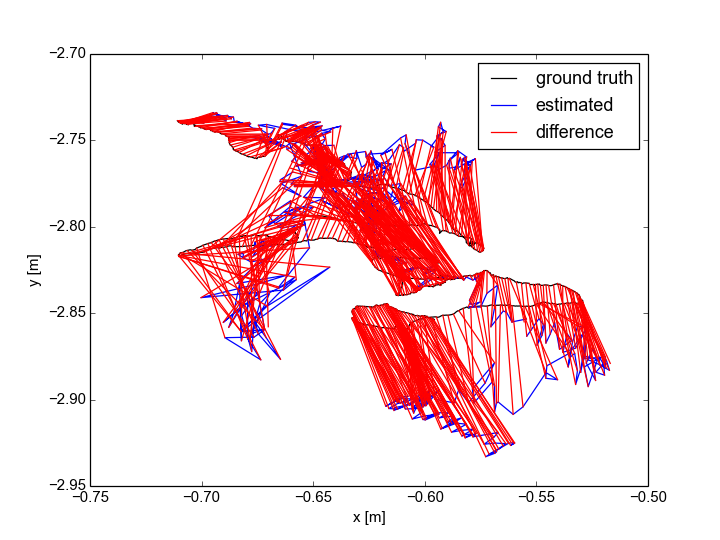 −2.70
ground truth
estimated
difference
−2.75
−2.80
−2.85
−2.90
−2.95
y [m]
−0.75
−0.70
−0.65
−0.60
−0.55
−0.50
x [m]